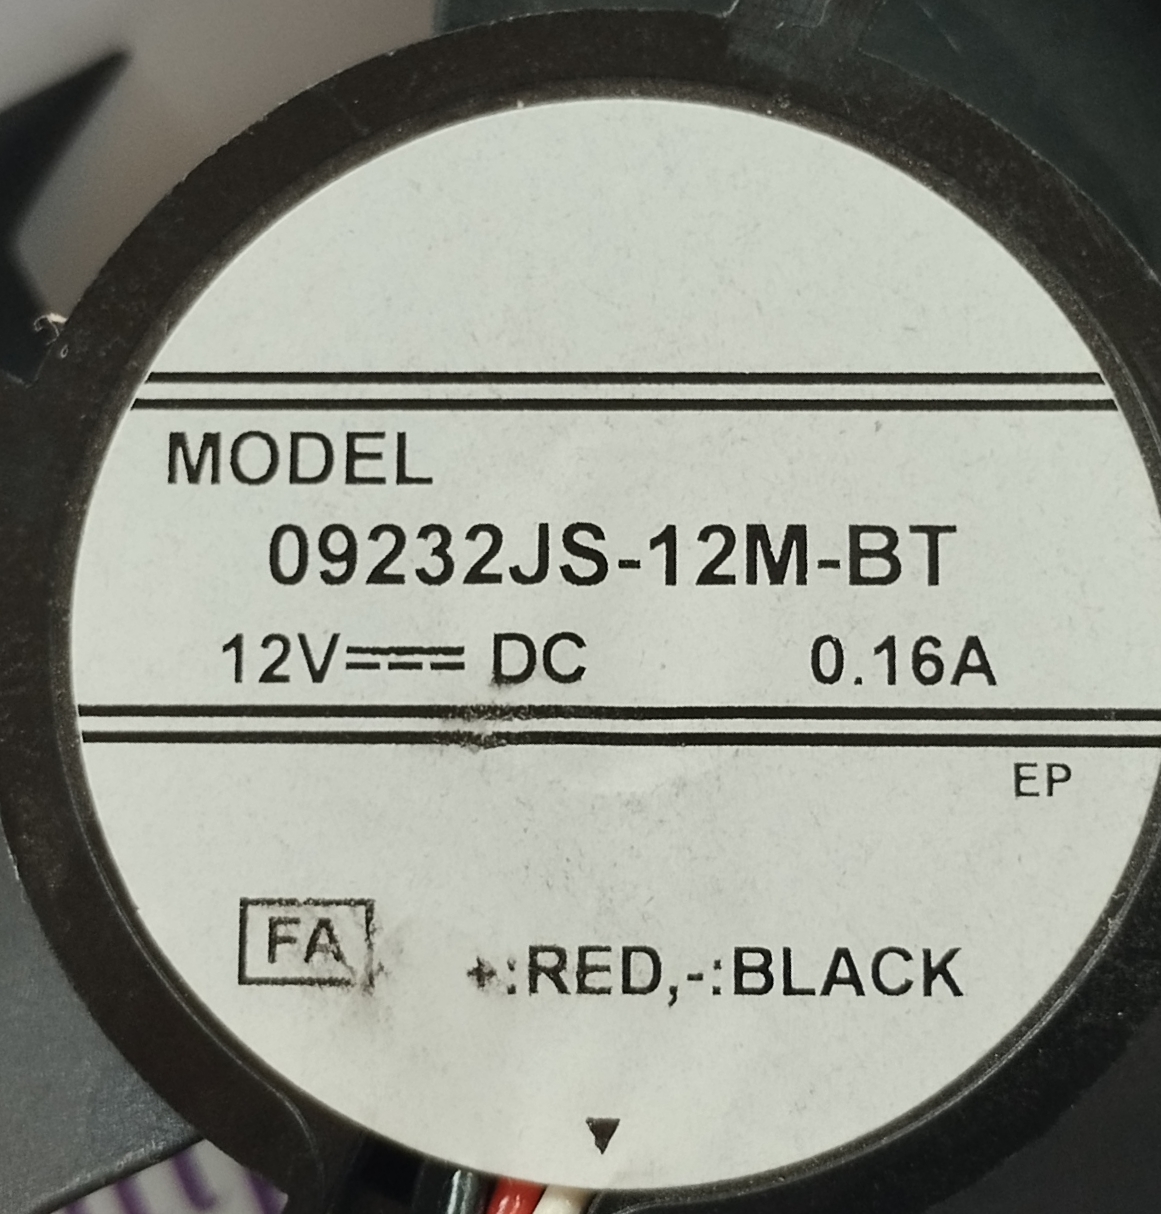 MODEL
09232JS-12M-BT
12V⎓ DC 0.16A
EP
FA
+:RED,-:BLACK